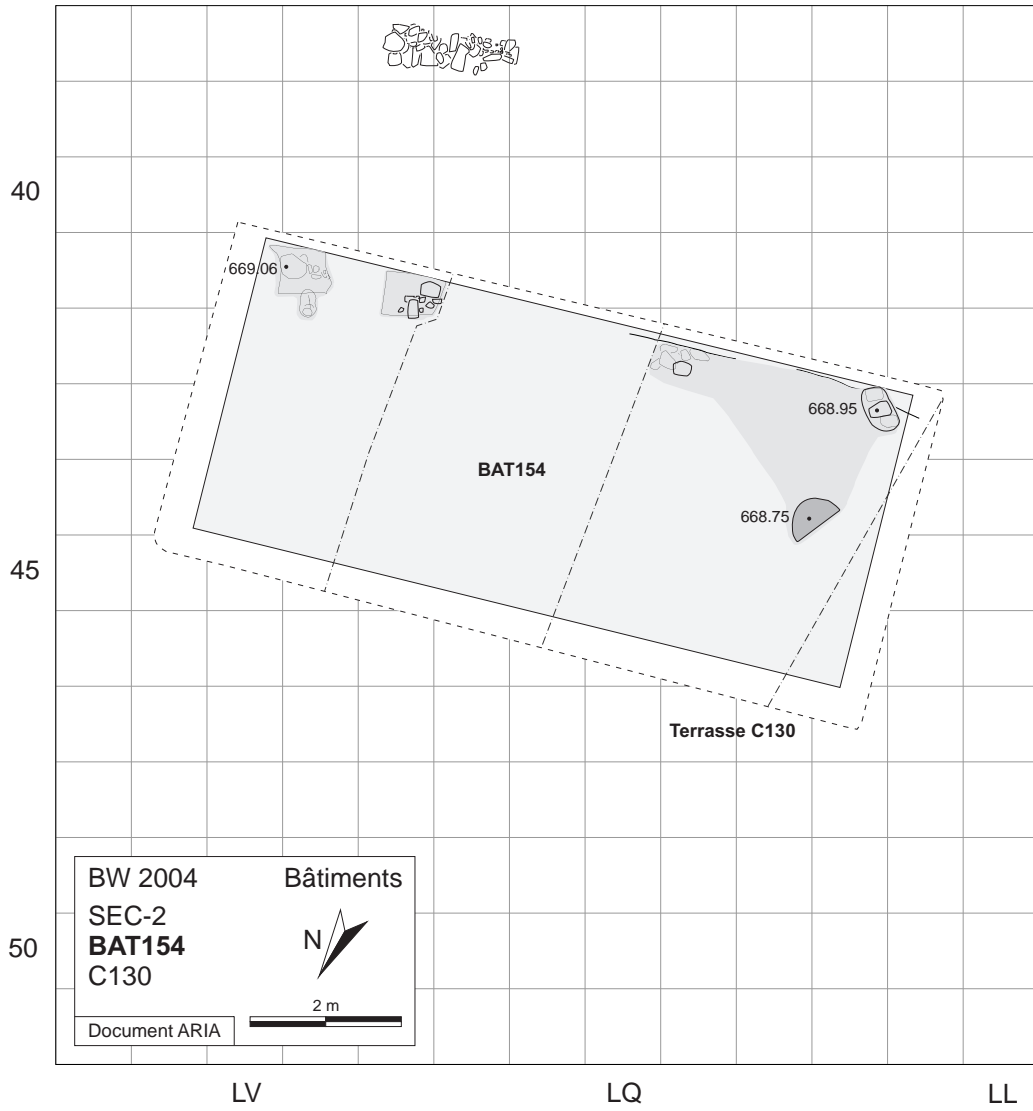 40
669.06
668.95
BAT154
668.75
45
Terrasse C130
BW 2004 Bâtiments
SEC-2
BAT154
C130
N
50
2 m
Document ARIA
LV LQ LL